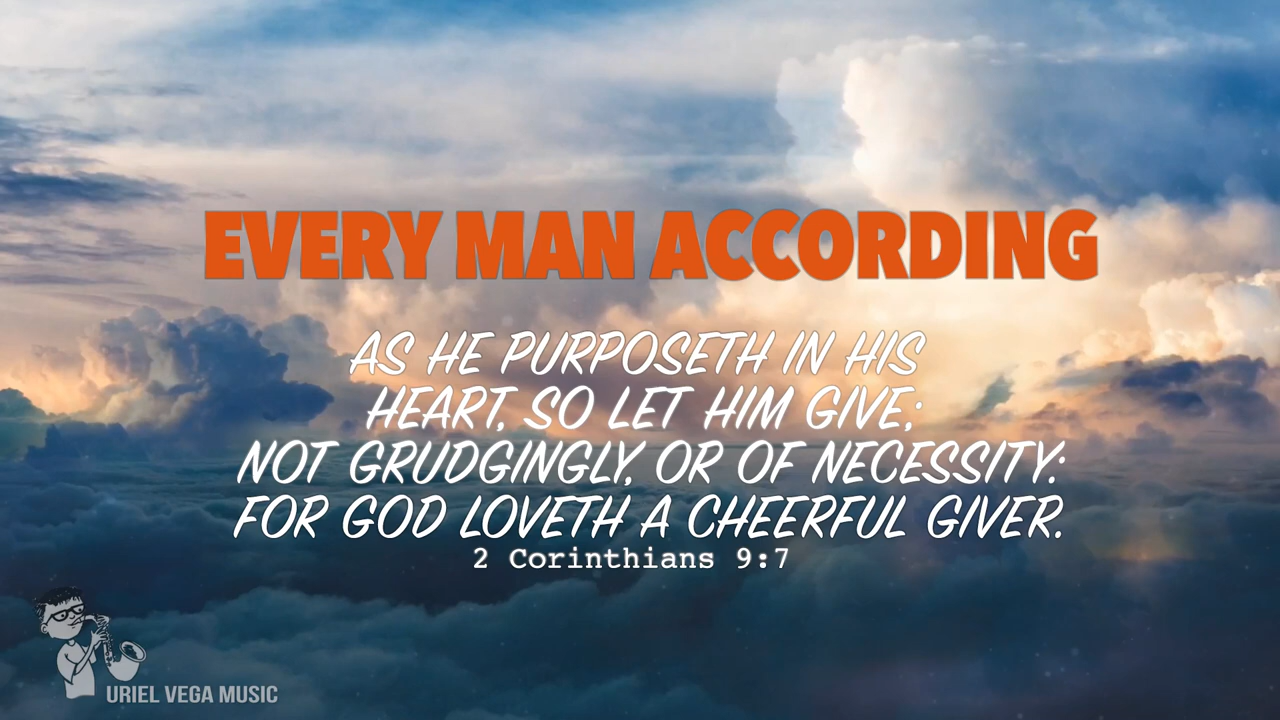 EVERY MAN ACCORDING
AS HE PURPOSETH IN HIS
HEART, SO LET HIM GIVE;
NOT GRUDGINGLY, OR OF NECESSITY:
FOR GOD LOVETH A CHEERFUL GIVER.
2 Corinthians 9:7
URIEL VEGA MUSIC